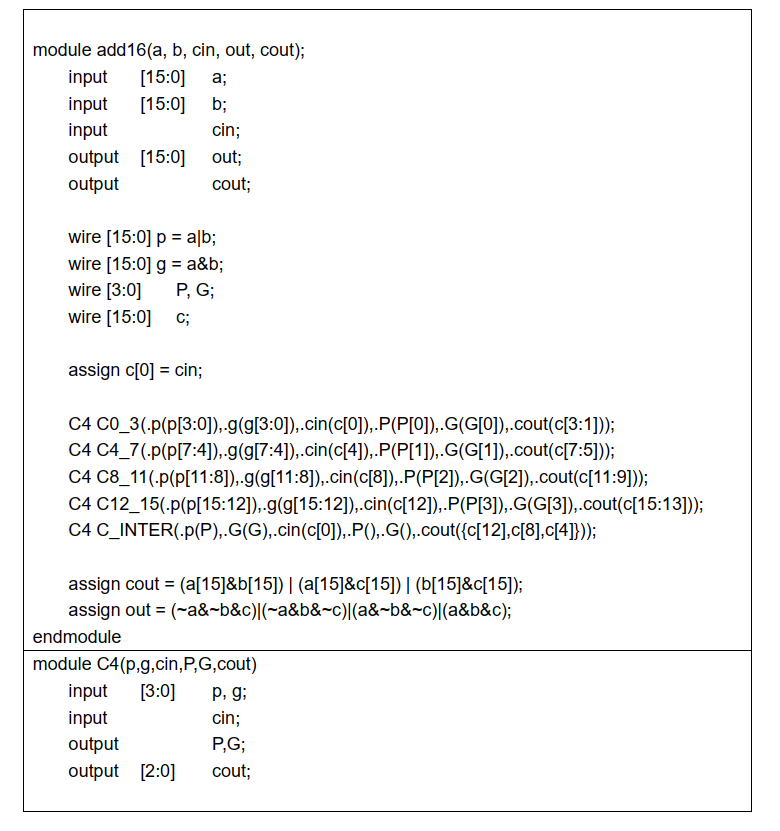 module add16(a, b, cin, out, cout);
input [15:0] a;
input [15:0] b;
input cin;
output [15:0] out;
output cout;
wire [15:0] p = a|b;
wire [15:0] g = a&b;
wire [3:0] P, G;
wire [15:0] c;
assign c[0] = cin;
C4 C0_3(.p(p[3:0]),.g(g[3:0]),.cin(c[0]),.P(P[0]),.G(G[0]),.cout(c[3:1]));
C4 C4_7(.p(p[7:4]),.g(g[7:4]),.cin(c[4]),.P(P[1]),.G(G[1]),.cout(c[7:5]));
C4 C8_11(.p(p[11:8]),.g(g[11:8]),.cin(c[8]),.P(P[2]),.G(G[2]),.cout(c[11:9]));
C4 C12_15(.p(p[15:12]),.g(g[15:12]),.cin(c[12]),.P(P[3]),.G(G[3]),.cout(c[15:13]));
C4 C_INTER(.p(P),.G(G),.cin(c[0]),.P(),.G(),.cout({c[12],c[8],c[4]}));
assign cout = (a[15]&b[15]) | (a[15]&c[15]) | (b[15]&c[15]);
assign out = (~a&~b&c)|(~a&b&~c)|(a&~b&~c)|(a&b&c);
endmodule
module C4(p,g,cin,P,G,cout)
input [3:0] p, g;
input cin;
output P,G;
output [2:0] cout;